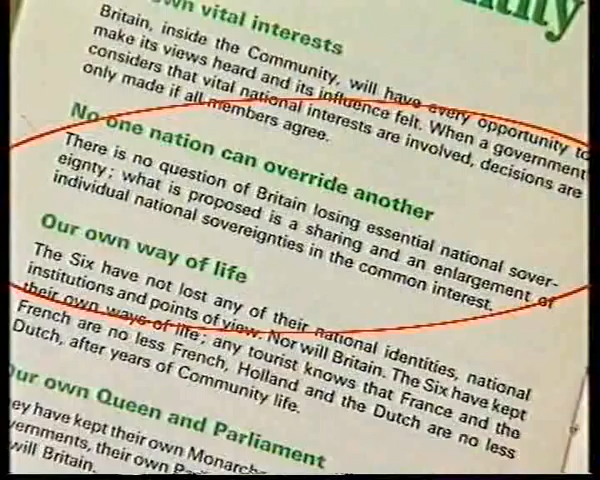 own vital interests
Britain, inside the Community, will have every opportunity to
make its views heard and its influence felt. When a government
considers that vital national interests are involved, decisions are
only made if all members agree.
No one nation can override another
There is no question of Britain losing essential national sover-
eignty; what is proposed is a sharing and an enlargement of
individual national sovereignties in the common interest.
Our own way of life
The Six have not lost any of their national identities, national
institutions and points of view. Nor will Britain. The Six have kept
their own ways of life; any tourist knows that France and the
French are no less French, Holland and the Dutch are no less
Dutch, after years of Community life.
Our own Queen and Parliament
have kept their own
their own
will Britain.